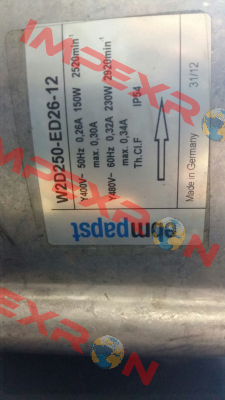 ebmpapst
W2D250-ED26-12
Y400V~ 50Hz 0,26A 150W 2520min⁻¹
max. 0,30A
Y480V~ 60Hz 0,32A 230W 2920min⁻¹
max. 0,34A
Th.Cl.F IP54
Made in Germany 31/12
IMPEXRON
IMPEXRON